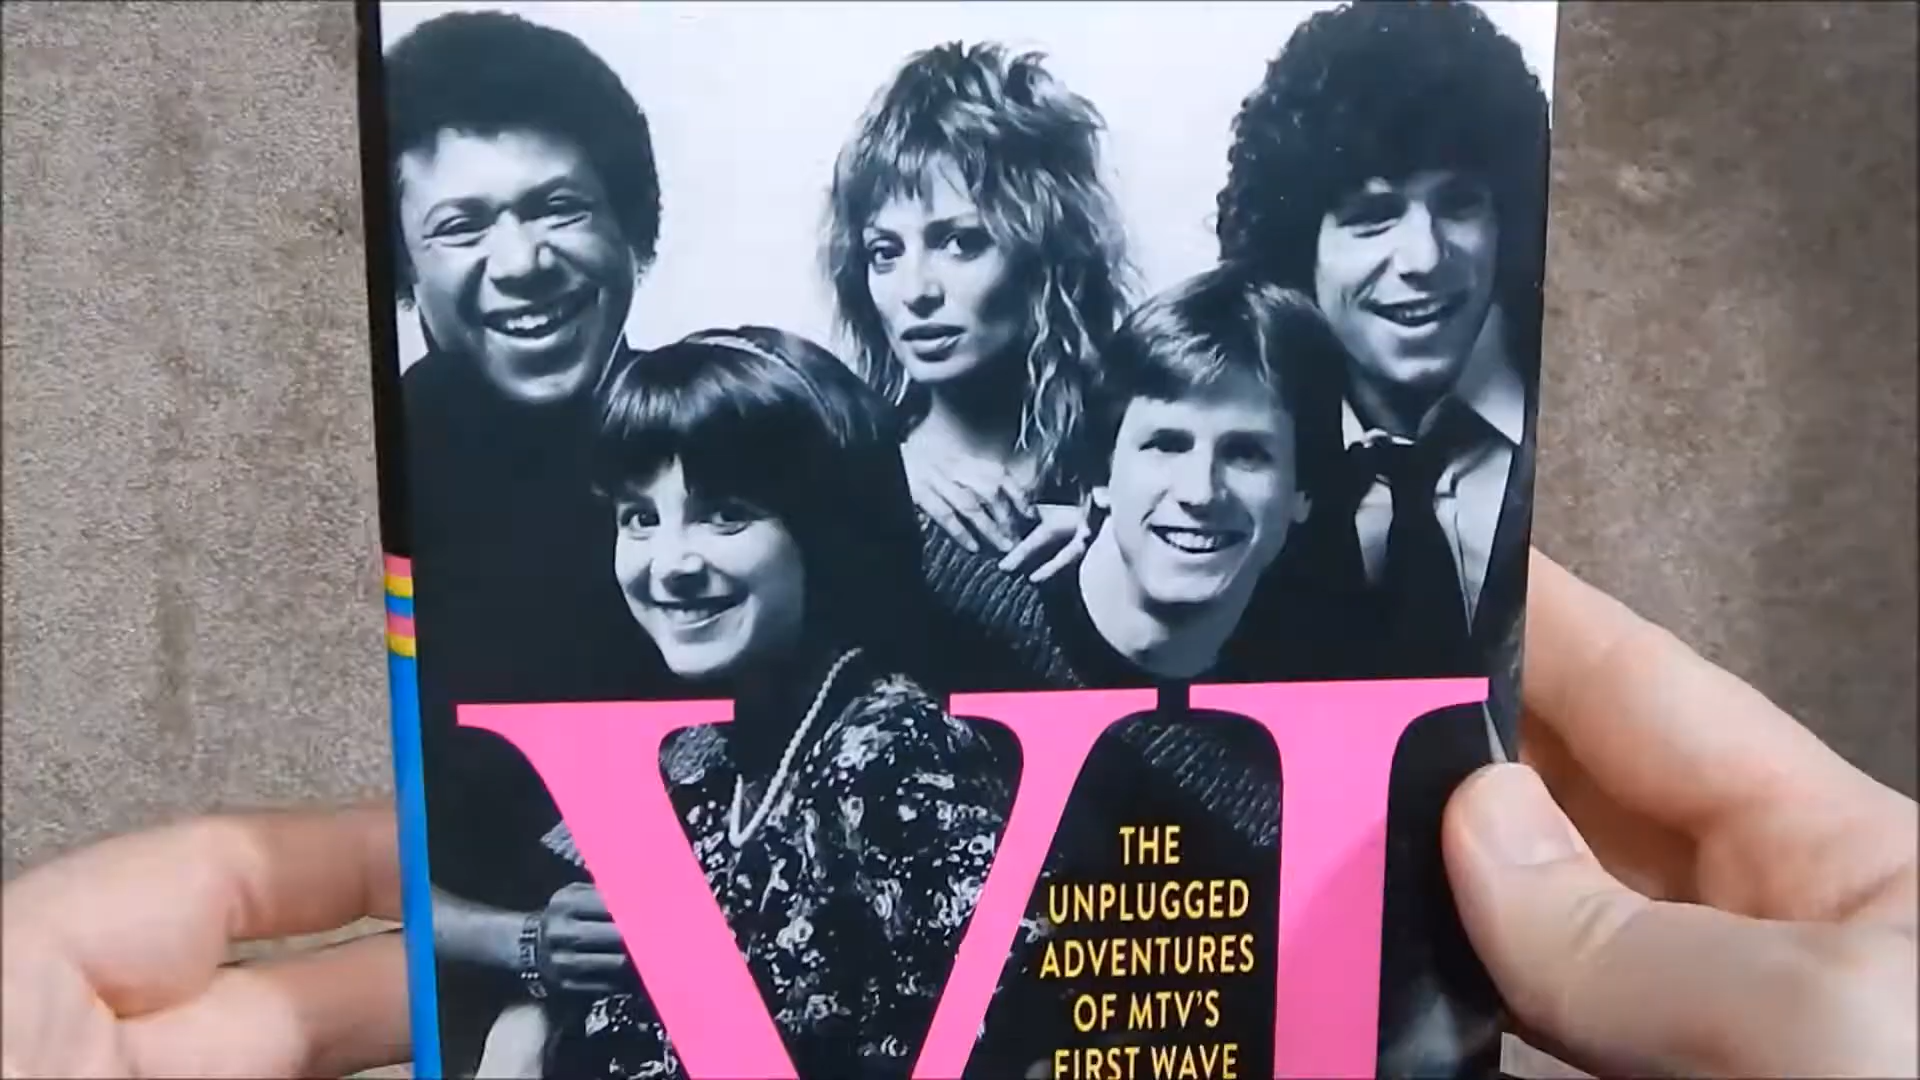 VJ
THE
UNPLUGGED
ADVENTURES
OF MTV'S
FIRST WAVE